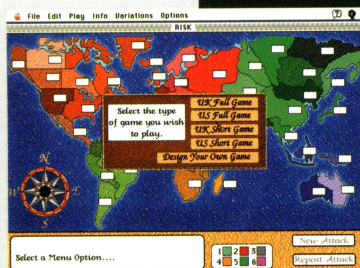 File Edit Play Info Variations Options
RISK
Select the type
of game you wish
to play.
UK Full Game
US Full Game
UK Short Game
US Short Game
Design Your Own Game
N
W
Select a Menu Option....
New Attack
1 2 3
4 5 6
Repeat Attack